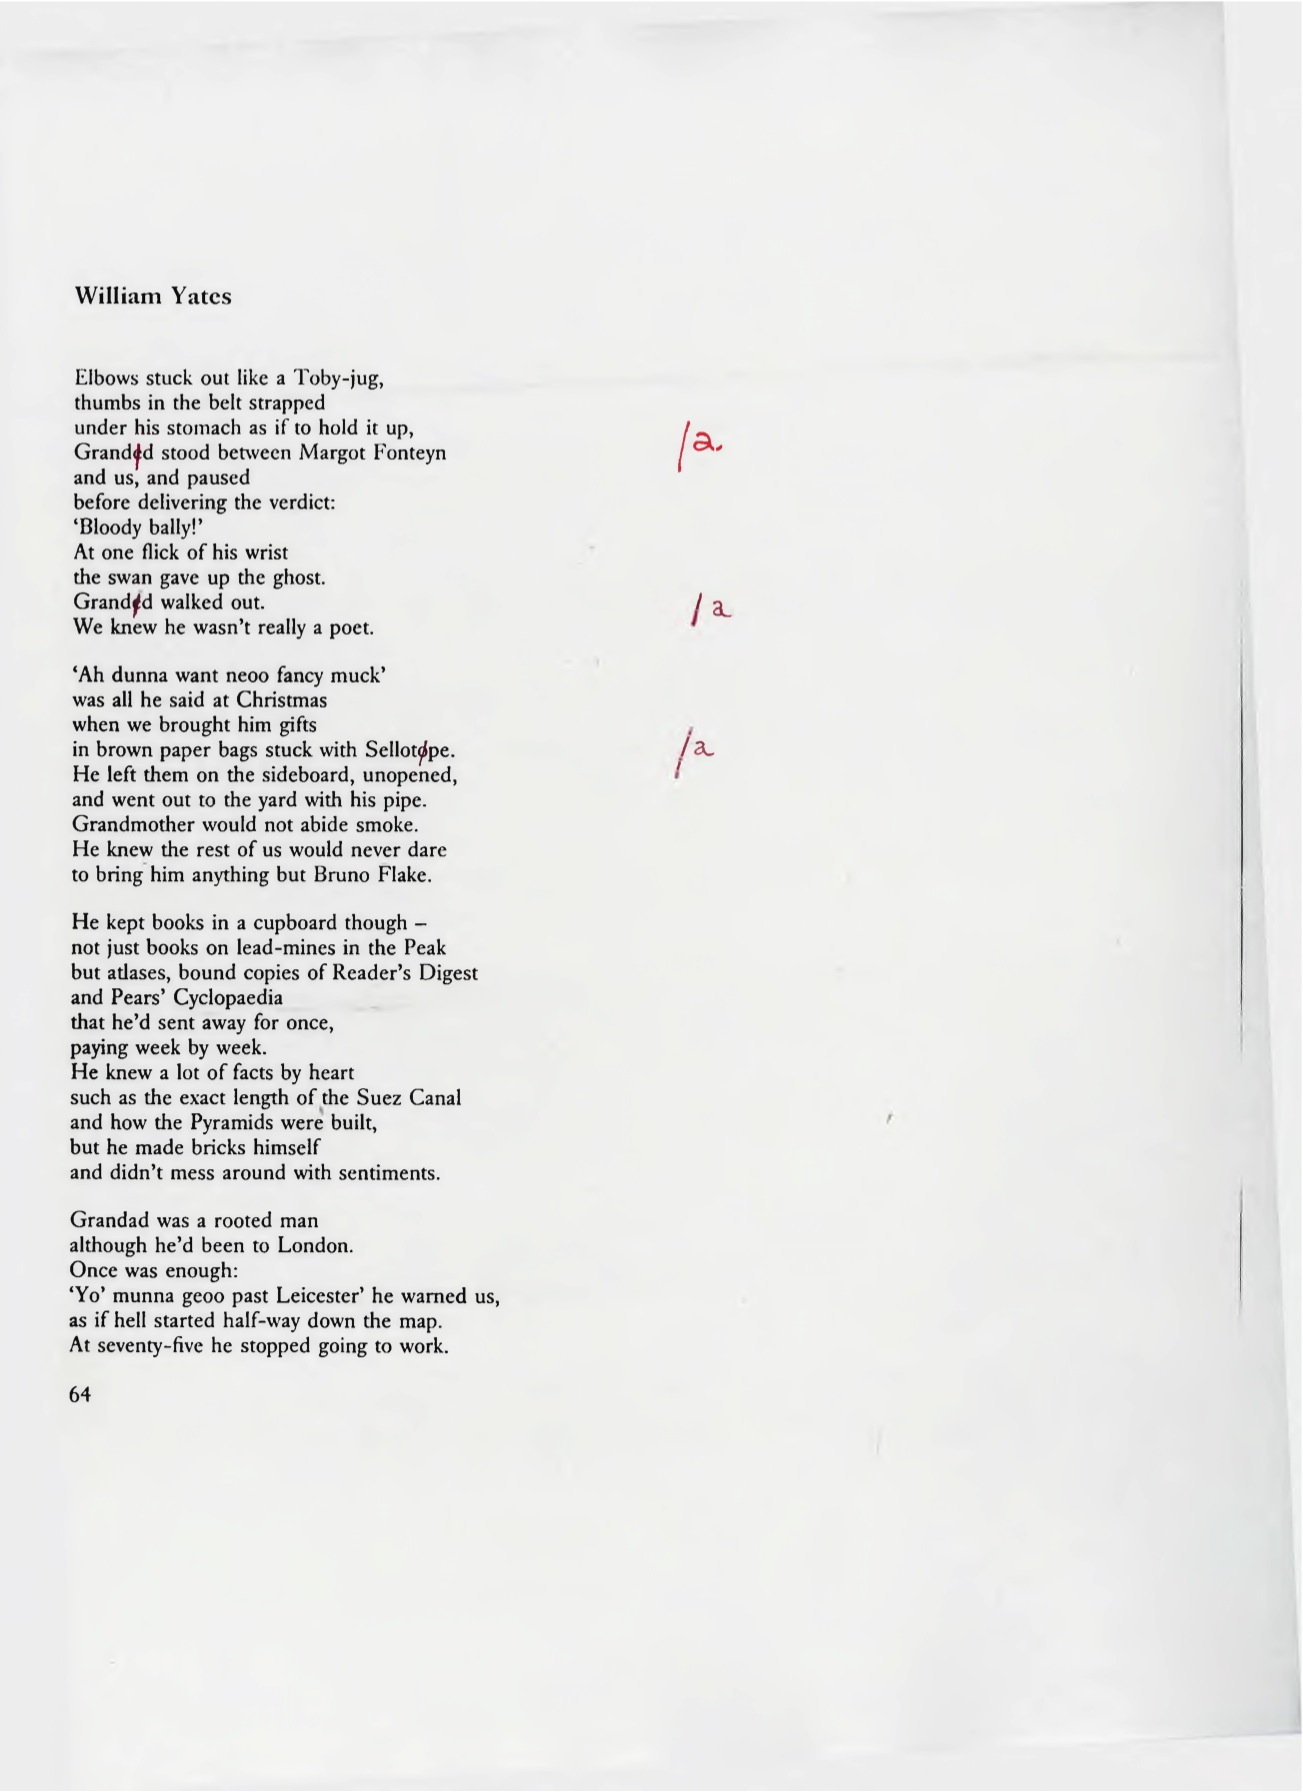 William Yates
Elbows stuck out like a Toby-jug,
thumbs in the belt strapped
under his stomach as if to hold it up,
Granded stood between Margot Fonteyn /a.
and us, and paused
before delivering the verdict:
‘Bloody bally!’
At one flick of his wrist
the swan gave up the ghost.
Granded walked out. /a
We knew he wasn't really a poet.
‘Ah dunna want neoo fancy muck’
was all he said at Christmas
when we brought him gifts
in brown paper bags stuck with Sellotope. /a
He left them on the sideboard, unopened,
and went out to the yard with his pipe.
Grandmother would not abide smoke.
He knew the rest of us would never dare
to bring him anything but Bruno Flake.
He kept books in a cupboard though –
not just books on lead-mines in the Peak
but atlases, bound copies of Reader's Digest
and Pears’ Cyclopaedia
that he'd sent away for once,
paying week by week.
He knew a lot of facts by heart
such as the exact length of the Suez Canal
and how the Pyramids were built,
but he made bricks himself
and didn't mess around with sentiments.
Grandad was a rooted man
although he'd been to London.
Once was enough:
‘Yo’ munna geoo past Leicester’ he warned us,
as if hell started half-way down the map.
At seventy-five he stopped going to work.
64